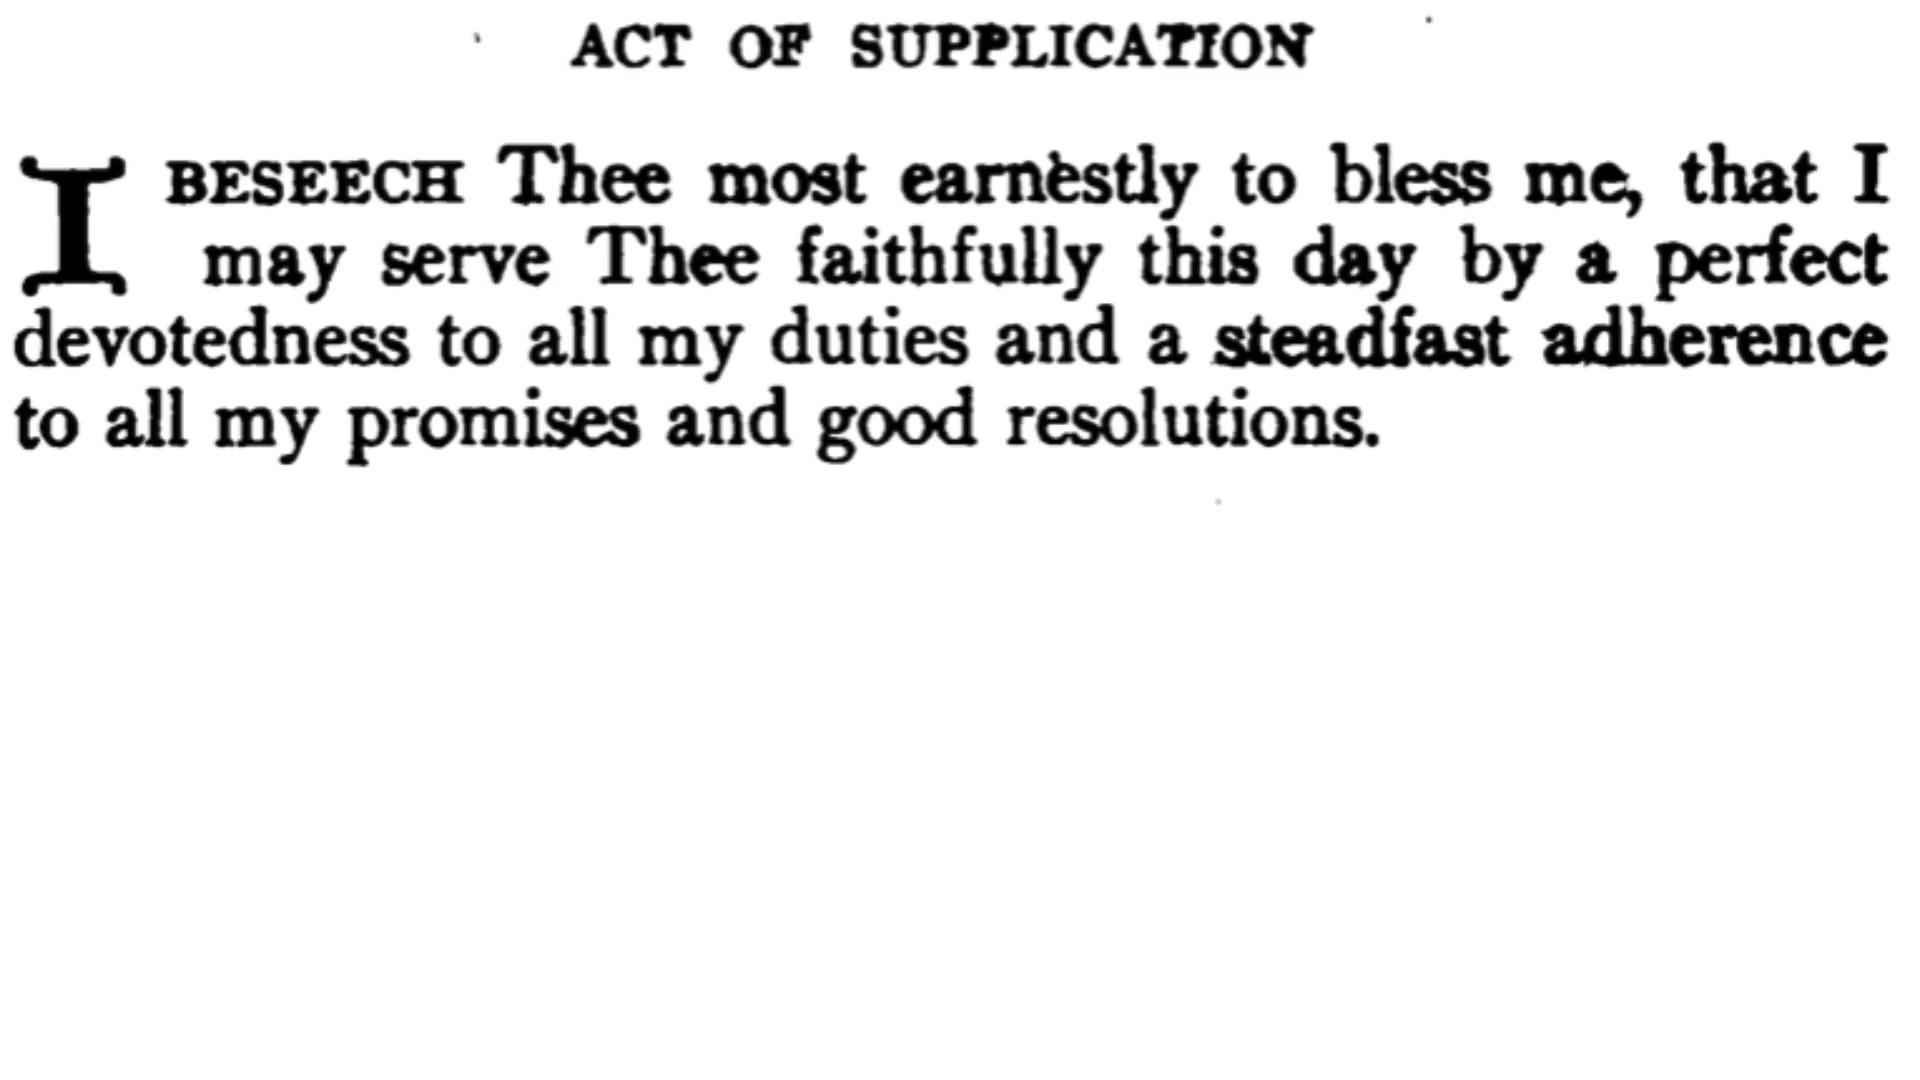 ACT OF SUPPLICATION
I BESEECH Thee most earnestly to bless me, that I
may serve Thee faithfully this day by a perfect
devotedness to all my duties and a steadfast adherence
to all my promises and good resolutions.